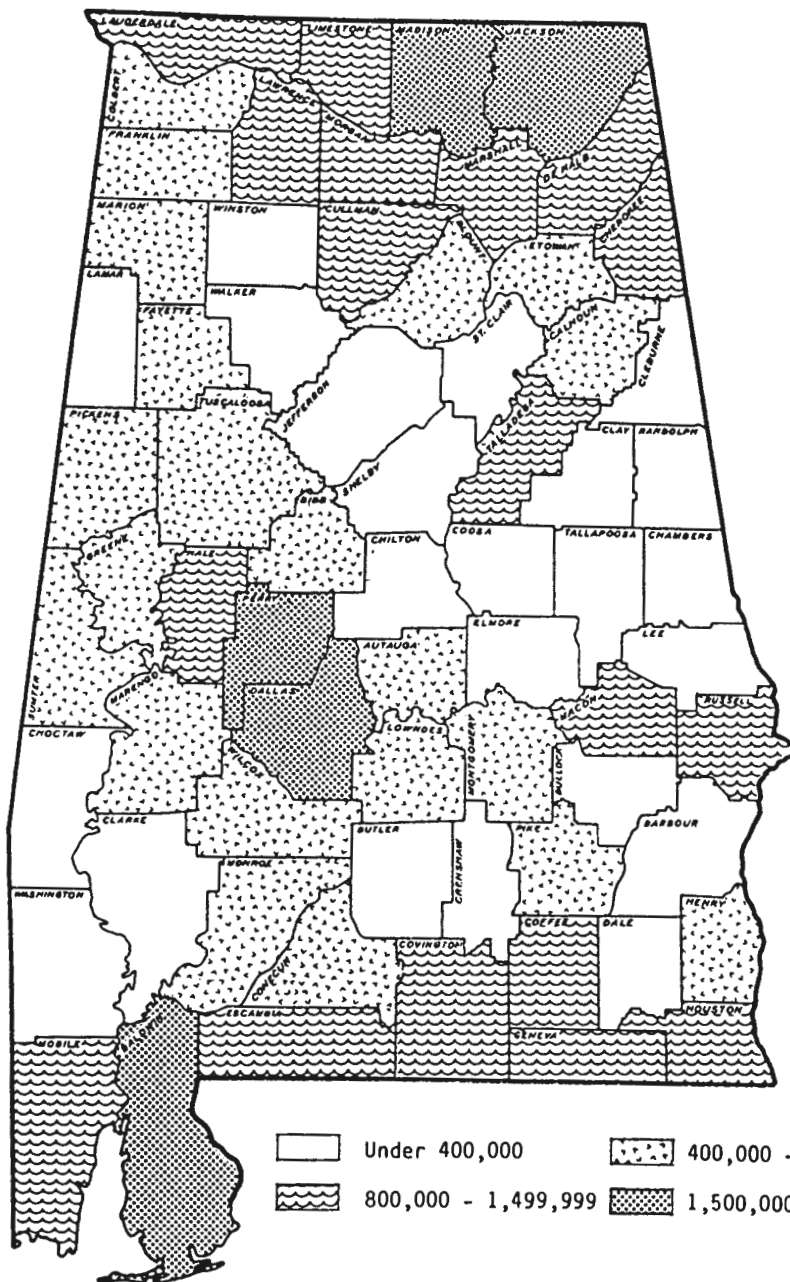 LAUDERDALE
LIMESTONE
MADISON
JACKSON
COLBERT
LAWRENCE
MORGAN
FRANKLIN
MARSHALL
DE KALB
CHEROKEE
MARION
WINSTON
CULLMAN
BLOUNT
ETOWAH
LAMAR
WALKER
FAYETTE
ST. CLAIR
CALHOUN
CLEBURNE
PICKENS
TUSCALOOSA
JEFFERSON
SHELBY
TALLADEGA
CLAY
RANDOLPH
BIBB
GREENE
HALE
CHILTON
COOSA
TALLAPOOSA
CHAMBERS
PERRY
SUMTER
MARENGO
AUTAUGA
ELMORE
LEE
DALLAS
MACON
RUSSELL
CHOCTAW
WILCOX
LOWNDES
MONTGOMERY
BULLOCK
CLARKE
BUTLER
CRENSHAW
PIKE
BARBOUR
MONROE
WASHINGTON
CONECUH
COVINGTON
COFFEE
DALE
HENRY
MOBILE
BALDWIN
ESCAMBIA
GENEVA
HOUSTON
Under 400,000 400,000 -
800,000 - 1,499,999 1,500,000